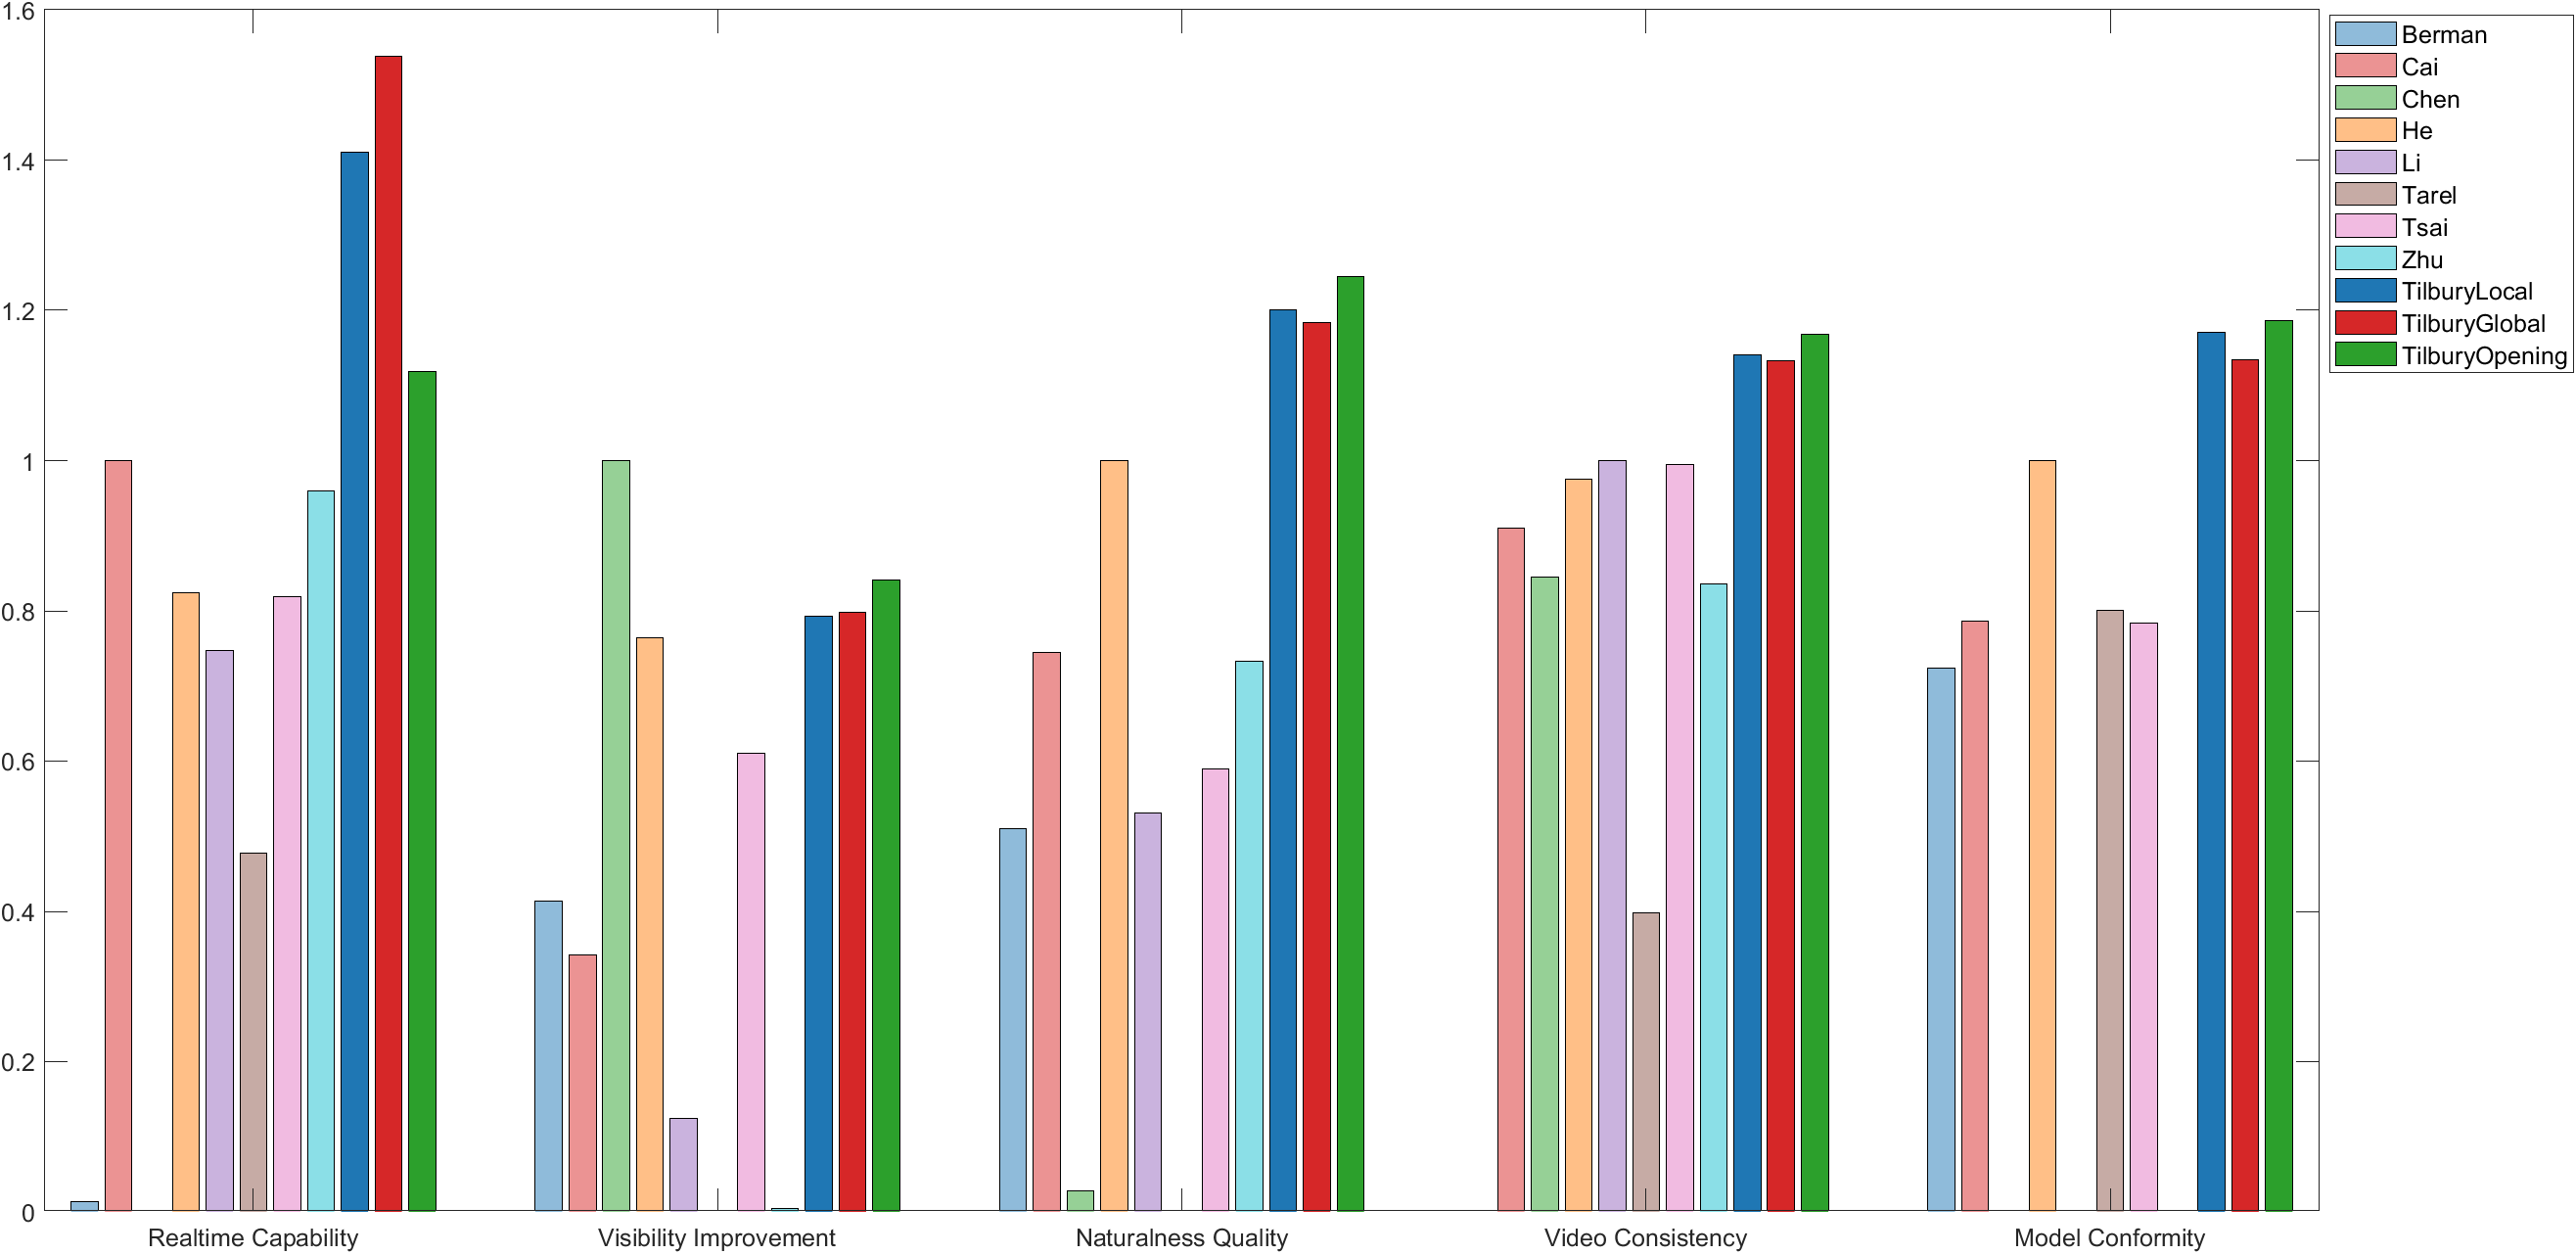 1.6
1.4
1.2
1
0.8
0.6
0.4
0.2
0
Realtime Capability
Visibility Improvement
Naturalness Quality
Video Consistency
Model Conformity
Berman
Cai
Chen
He
Li
Tarel
Tsai
Zhu
TilburyLocal
TilburyGlobal
TilburyOpening